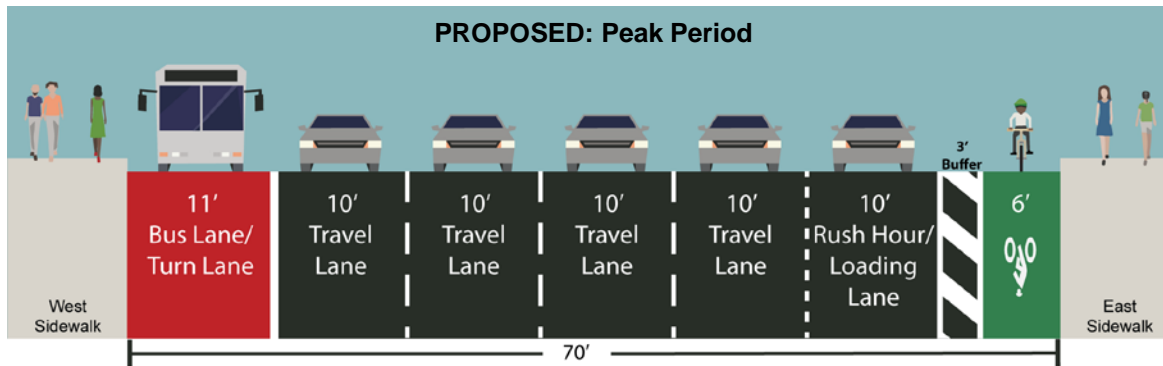 PROPOSED: Peak Period
3'
Buffer
11'
Bus Lane/
Turn Lane
10'
Travel
Lane
10'
Travel
Lane
10'
Travel
Lane
10'
Travel
Lane
10'
Rush Hour/
Loading
Lane
6'
West
Sidewalk
East
Sidewalk
70'